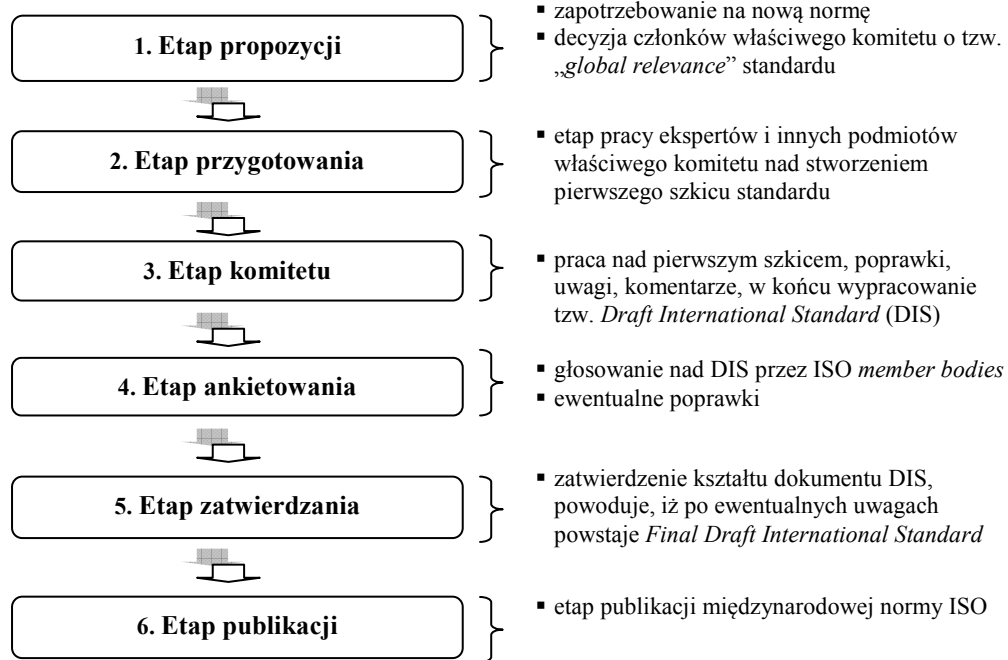 1. Etap propozycji
▪ zapotrzebowanie na nową normę
▪ decyzja członków właściwego komitetu o tzw.
„global relevance” standardu
2. Etap przygotowania
▪ etap pracy ekspertów i innych podmiotów
właściwego komitetu nad stworzeniem
pierwszego szkicu standardu
3. Etap komitetu
▪ praca nad pierwszym szkicem, poprawki,
uwagi, komentarze, w końcu wypracowanie
tzw. Draft International Standard (DIS)
4. Etap ankietowania
▪ głosowanie nad DIS przez ISO member bodies
▪ ewentualne poprawki
5. Etap zatwierdzania
▪ zatwierdzenie kształtu dokumentu DIS,
powoduje, iż po ewentualnych uwagach
powstaje Final Draft International Standard
6. Etap publikacji
▪ etap publikacji międzynarodowej normy ISO